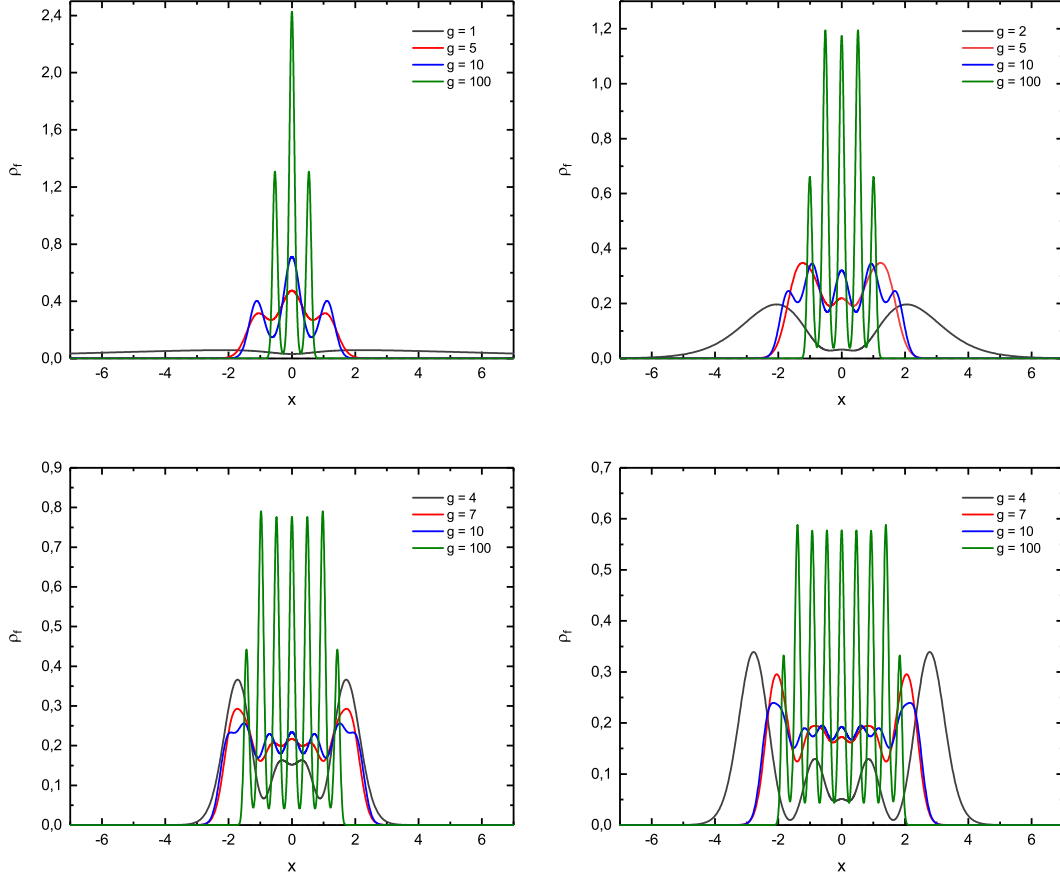 2,4
2,0
1,6
1,2
0,8
0,4
0,0
ρf
g = 1
g = 5
g = 10
g = 100
-6 -4 -2 0 2 4 6
x
1,2
1,0
0,8
0,6
0,4
0,2
0,0
ρf
g = 2
g = 5
g = 10
g = 100
-6 -4 -2 0 2 4 6
x
0,9
0,8
0,7
0,6
0,5
0,4
0,3
0,2
0,1
0,0
ρf
g = 4
g = 7
g = 10
g = 100
-6 -4 -2 0 2 4 6
x
0,7
0,6
0,5
0,4
0,3
0,2
0,1
0,0
ρf
g = 4
g = 7
g = 10
g = 100
-6 -4 -2 0 2 4 6
x